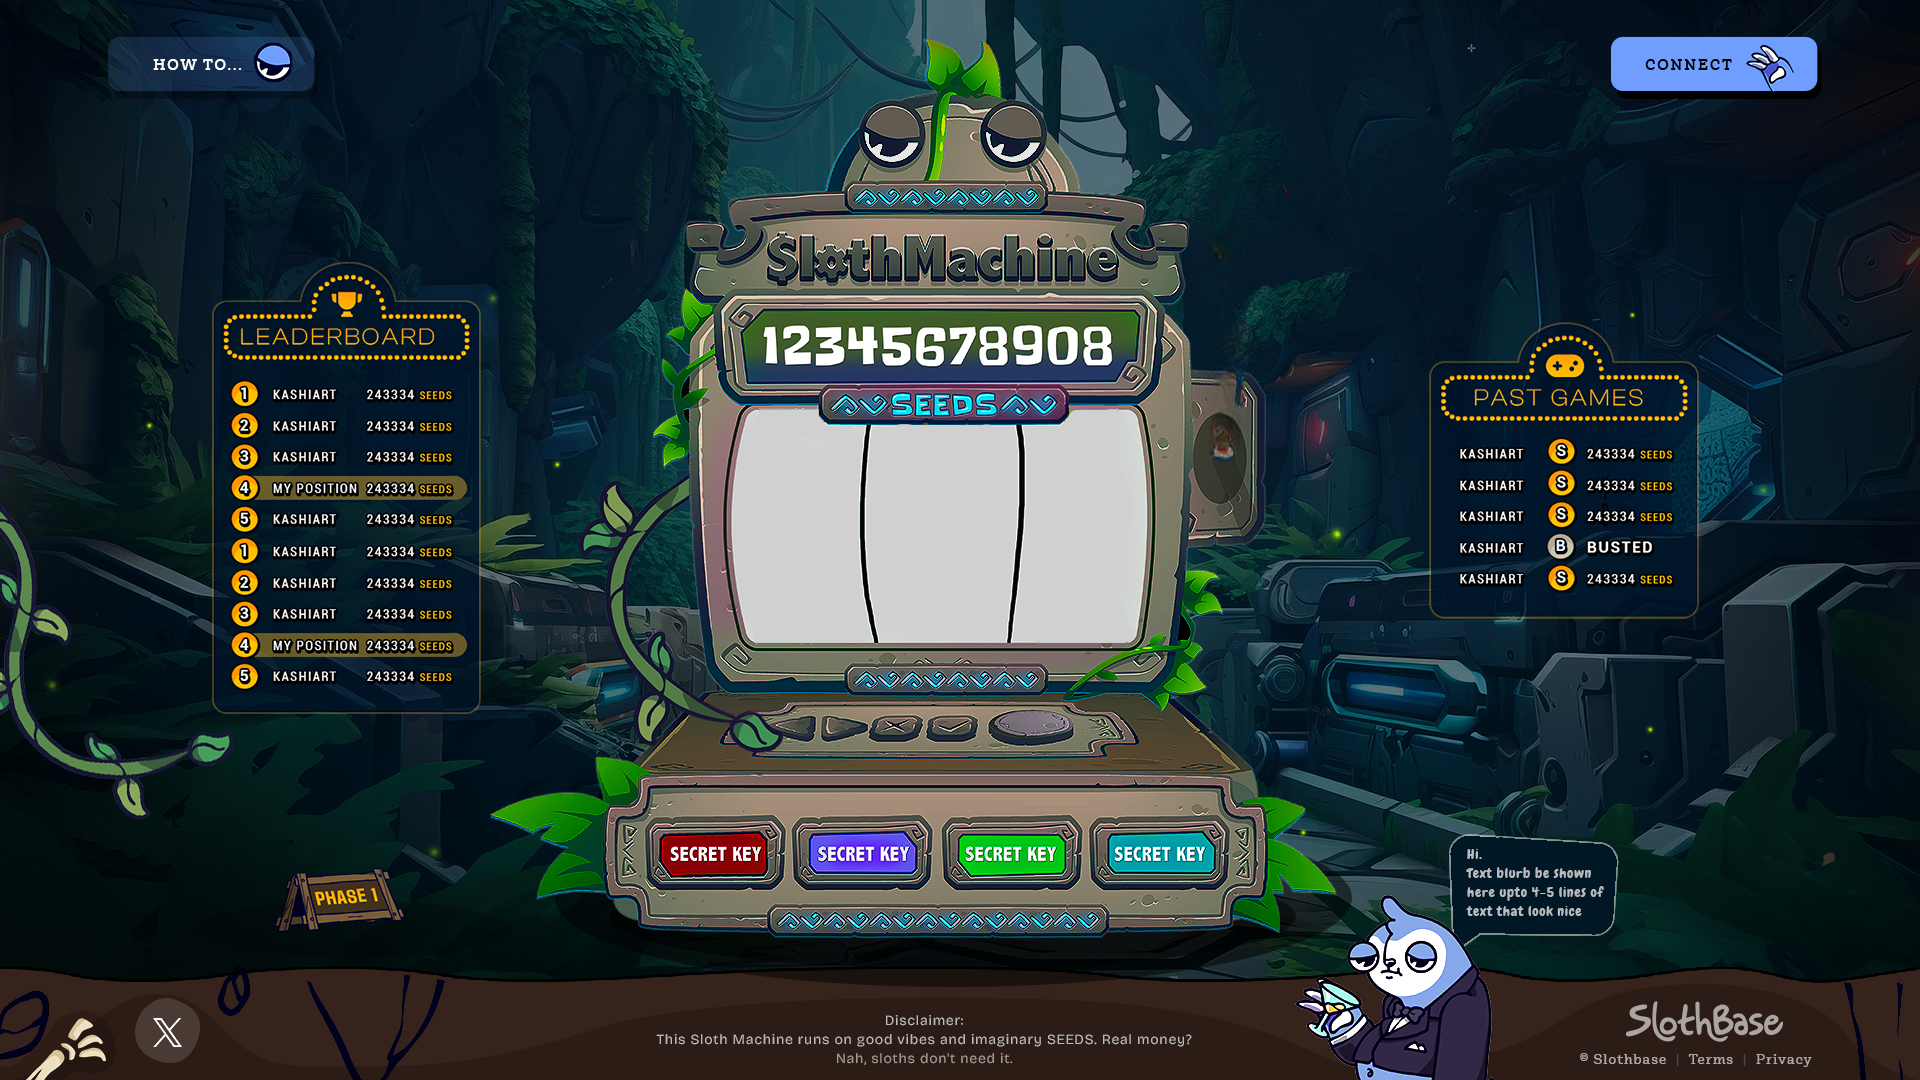 HOW TO...
CONNECT
$lothMachine
12345678908
SEEDS
LEADERBOARD
1 KASHIART 243334 SEEDS
2 KASHIART 243334 SEEDS
3 KASHIART 243334 SEEDS
4 MY POSITION 243334 SEEDS
5 KASHIART 243334 SEEDS
1 KASHIART 243334 SEEDS
2 KASHIART 243334 SEEDS
3 KASHIART 243334 SEEDS
4 MY POSITION 243334 SEEDS
5 KASHIART 243334 SEEDS
PAST GAMES
KASHIART S 243334 SEEDS
KASHIART S 243334 SEEDS
KASHIART S 243334 SEEDS
KASHIART B BUSTED
KASHIART S 243334 SEEDS
SECRET KEY
SECRET KEY
SECRET KEY
SECRET KEY
PHASE 1
Hi.
Text blurb be shown
here upto 4-5 lines of
text that look nice
X
Disclaimer:
This Sloth Machine runs on good vibes and imaginary SEEDS. Real money?
Nah, sloths don't need it.
SlothBase
© Slothbase | Terms | Privacy